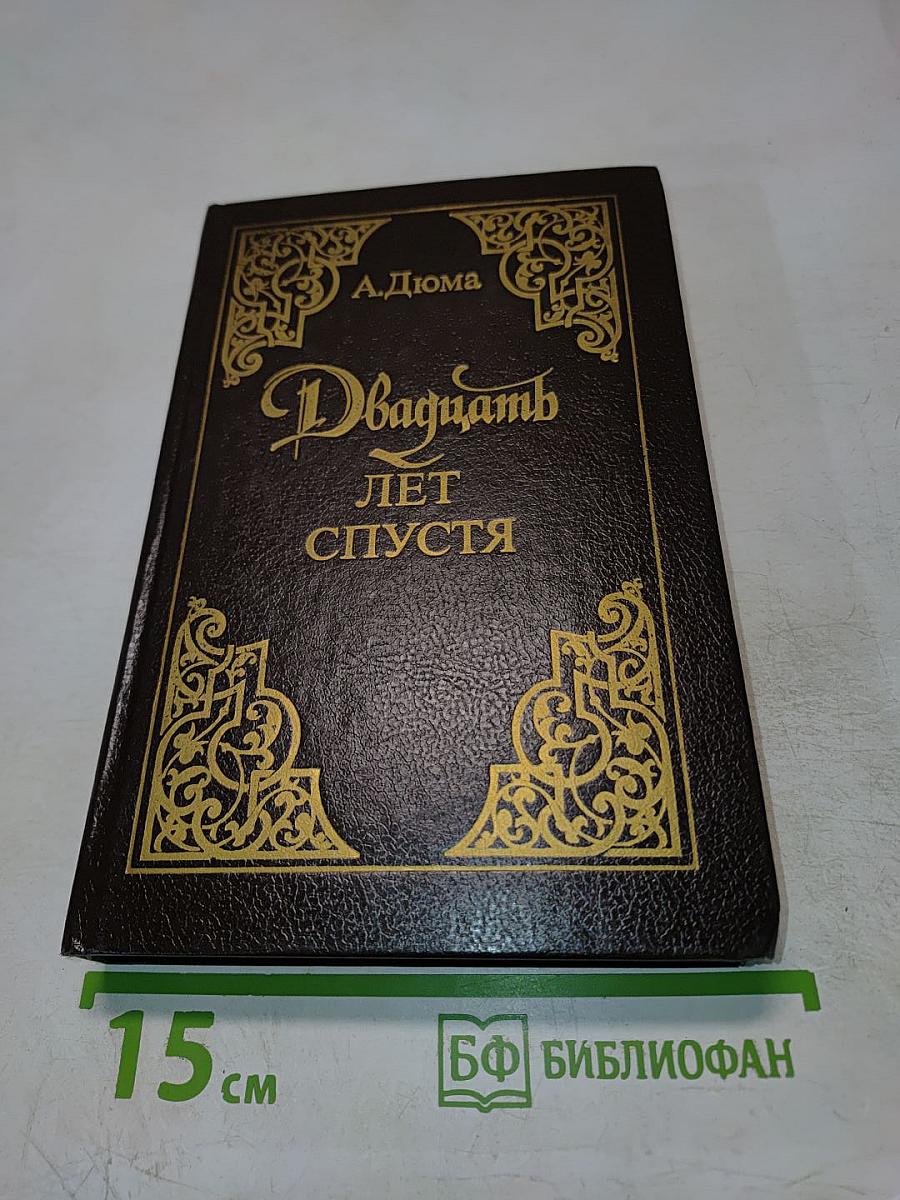 А.Дюма
Двадцать
ЛЕТ
СПУСТЯ
15 см
БФ БИБЛИОФАН